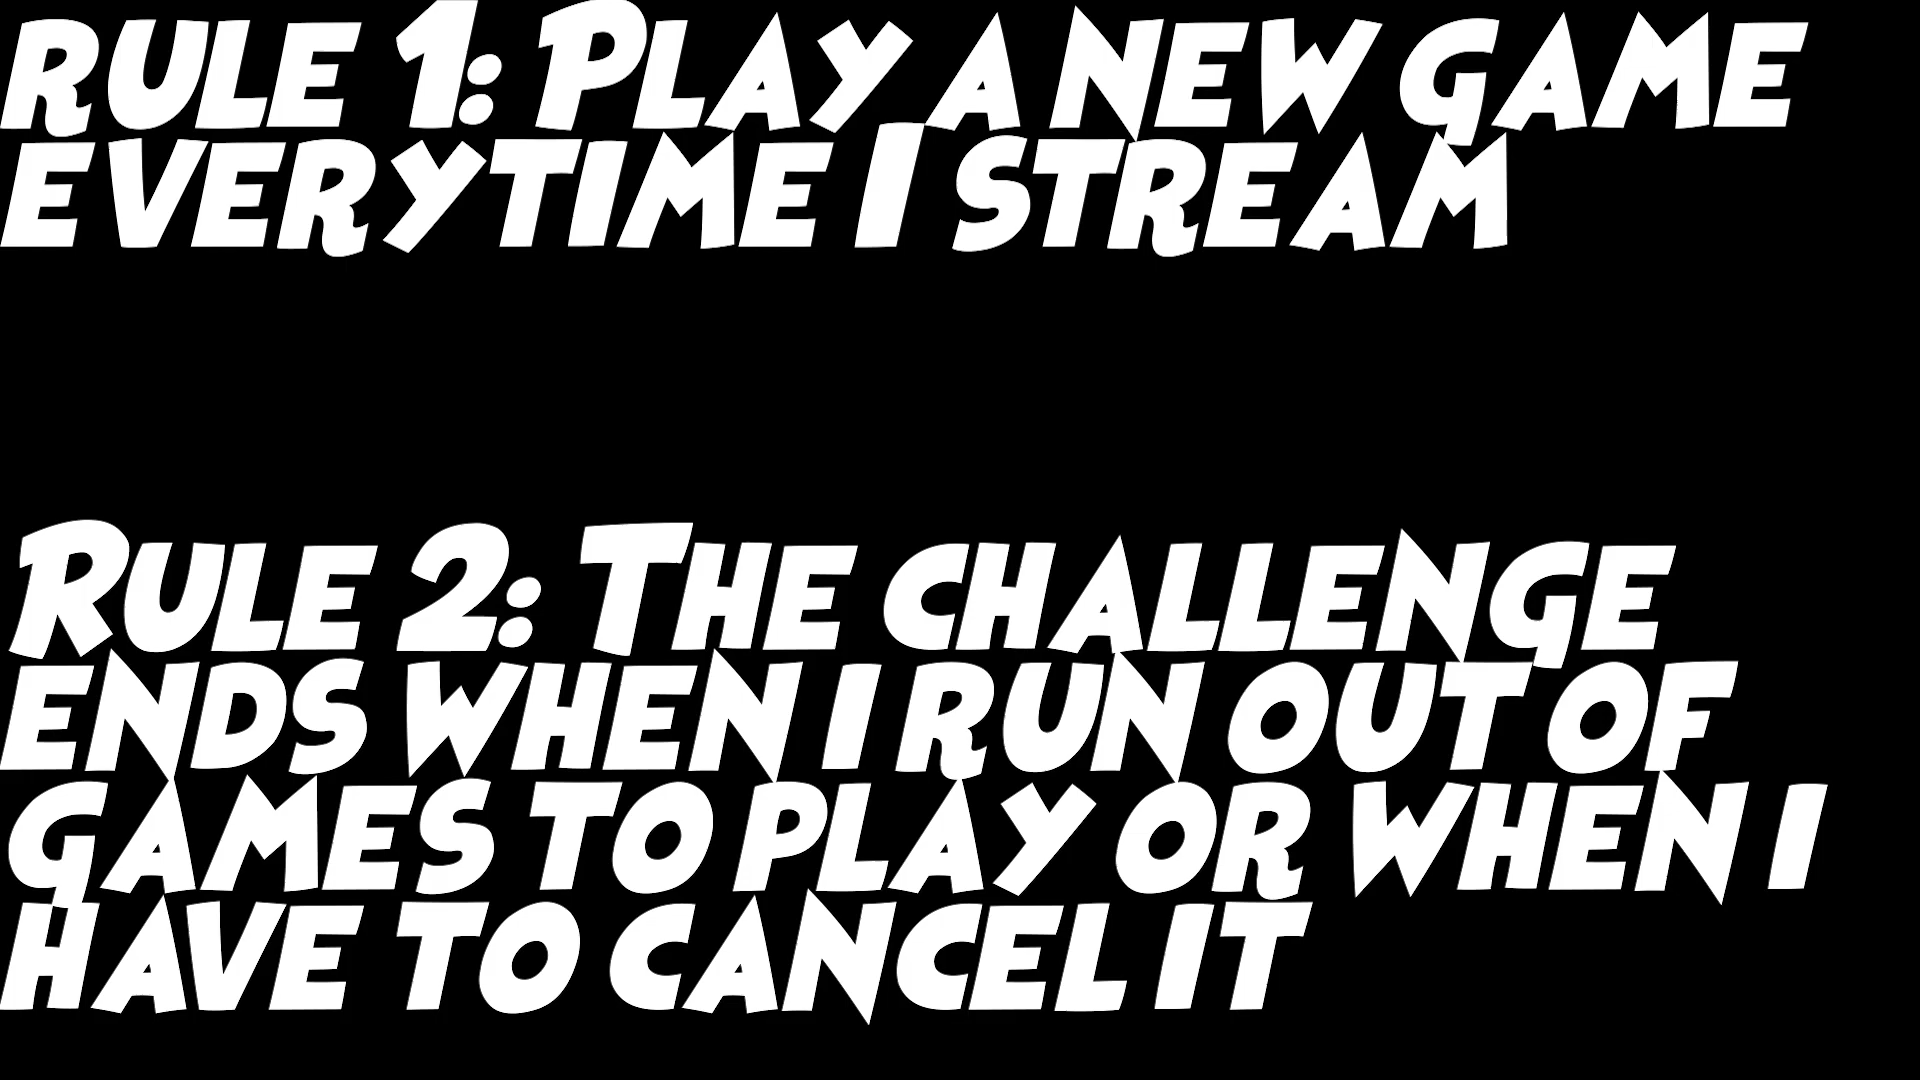 Rule 1: Play a new game
everytime I stream
Rule 2: The challenge
ends when I run out of
games to play or when I
have to cancel it